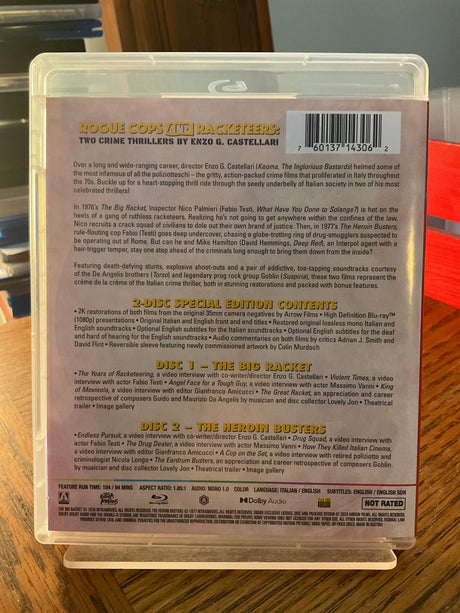 ROGUE COPS AND RACKETEERS:
TWO CRIME THRILLERS BY ENZO G. CASTELLARI
7 60137 14306 2
Over a long and wide-ranging career, director Enzo G. Castellari (Keoma, The Inglorious Bastards) helmed some of
the most infamous of all the poliziotteschi – the gritty, action-packed crime films that proliferated in Italy throughout
the 70s. Buckle up for a heart-stopping thrill ride through the seedy underbelly of Italian society in two of his most
celebrated thrillers!
In 1976's The Big Racket, Inspector Nico Palmieri (Fabio Testi, What Have You Done to Solange?) is hot on the
heels of a gang of ruthless racketeers. Realizing he's not going to get anywhere within the confines of the law,
Nico recruits a crack squad of civilians to dole out their own brand of justice. Then, in 1977's The Heroin Busters,
rule-flouting cop Fabio (Testi) goes deep undercover, chasing a globe-trotting ring of drug-smugglers suspected to
be operating out of Rome. But can he and Mike Hamilton (David Hemmings, Deep Red), an Interpol agent with a
hair-trigger temper, stay one step ahead of the criminals long enough to bring them down from the inside?
Featuring death-defying stunts, explosive shoot-outs and a pair of addictive, toe-tapping soundtracks courtesy of
the De Angelis brothers (Torso) and legendary prog rock group Goblin (Suspiria), these two films represent the
crème de la crème of the Italian crime thriller, both in stunning restorations and packed with bonus features.
2-DISC SPECIAL EDITION CONTENTS
• 2K restorations of both films from the original 35mm camera negatives by Arrow Films • High Definition Blu-ray™
(1080p) presentations • Original Italian and English front and end titles • Restored original lossless mono Italian and
English soundtracks • Optional English subtitles for the Italian soundtracks • Optional English subtitles for the deaf
and hard of hearing for the English soundtracks • Audio commentaries on both films by critics Adrian J. Smith and
David Flint • Reversible sleeve featuring newly commissioned artwork by Colin Murdoch
DISC 1 – THE BIG RACKET
• The Years of Racketeering, a video interview with co-writer/director Enzo G. Castellari • Violent Times, a video
interview with actor Fabio Testi • Angel Face for a Tough Guy, a video interview with actor Massimo Vanni • King
of Movieola, a video interview with editor Gianfranco Amicucci • The Great Racket, an appreciation and career
retrospective of composers Guido and Maurizio De Angelis by musician and disc collector Lovely Jon • Theatrical
trailer • Image gallery
DISC 2 – THE HEROIN BUSTERS
• Endless Pursuit, a video interview with co-writer/director Enzo G. Castellari • Drug Squad, a video interview with
actor Fabio Testi • The Drug Dealer, a video interview with actor Massimo Vanni • How They Killed Italian Cinema,
a video interview with editor Gianfranco Amicucci • A Cop on the Set, a video interview with retired poliziotto and
criminologist Nicola Longo • The Eardrum Busters, an appreciation and career retrospective of composers Goblin
by musician and disc collector Lovely Jon • Theatrical trailer • Image gallery
FEATURE RUN TIME: 104 / 94 MINS ASPECT RATIO: 1.85:1 AUDIO: MONO 1.0 COLOR LANGUAGE: ITALIAN / ENGLISH SUBTITLES: ENGLISH / ENGLISH SDH
ARROW
Blu-ray Disc
Dolby Audio
NOT RATED